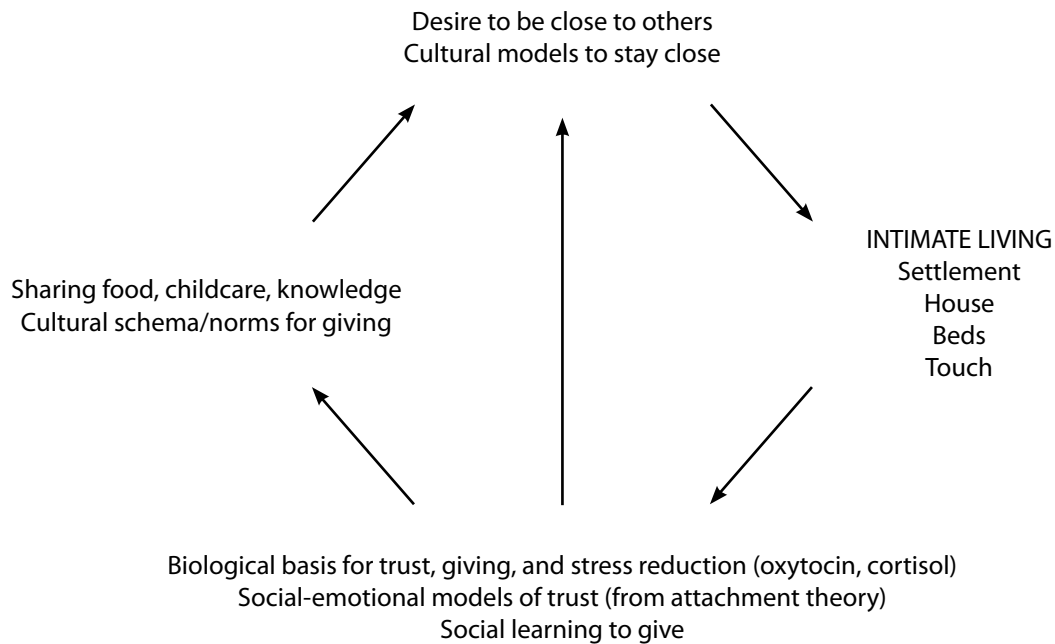 Desire to be close to others
Cultural models to stay close
INTIMATE LIVING
Settlement
House
Beds
Touch
Sharing food, childcare, knowledge
Cultural schema/norms for giving
Biological basis for trust, giving, and stress reduction (oxytocin, cortisol)
Social-emotional models of trust (from attachment theory)
Social learning to give